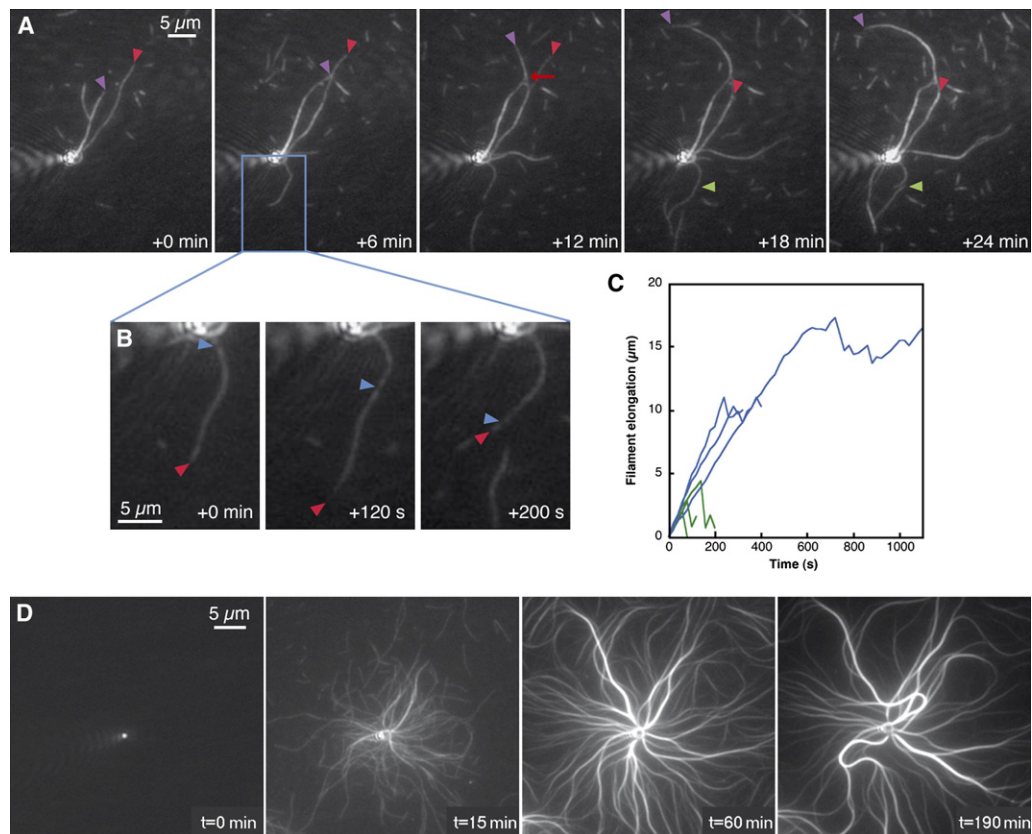 A
5 µm
+0 min
+6 min
+12 min
+18 min
+24 min
B
5 µm
+0 min
+120 s
+200 s
C
Filament elongation (µm)
20
15
10
5
0
0
200
400
600
800
1000
Time (s)
D
5 µm
t=0 min
t=15 min
t=60 min
t=190 min